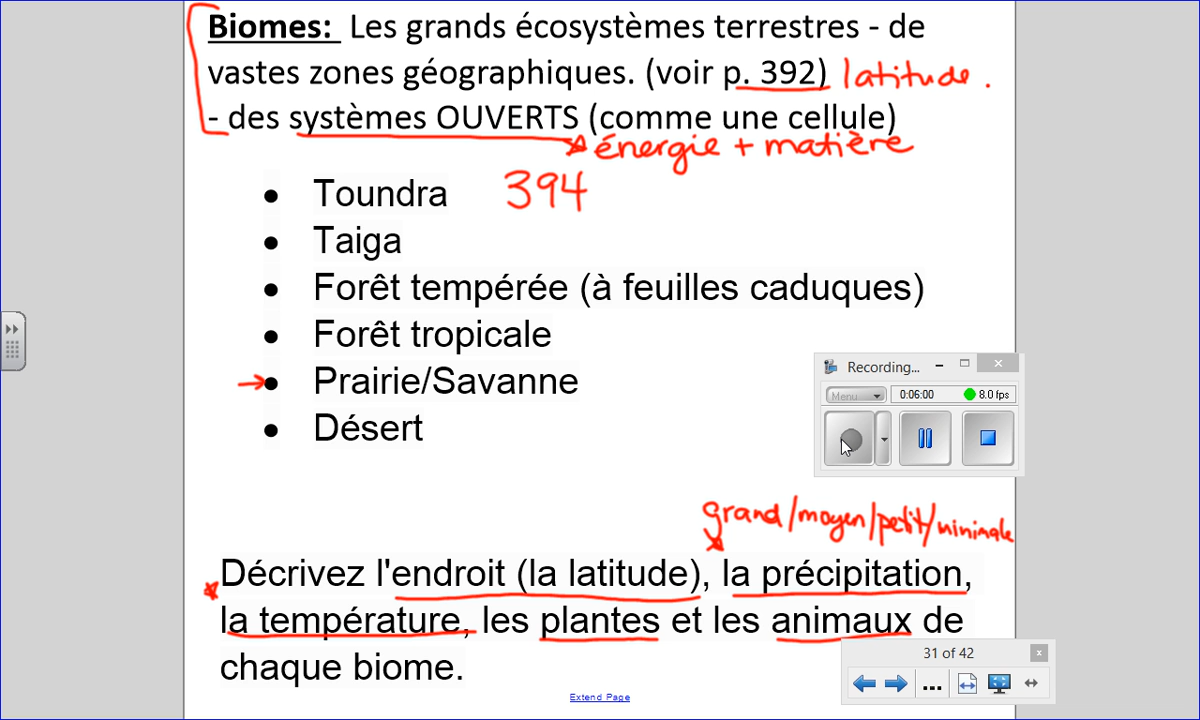 Biomes: Les grands écosystèmes terrestres - de
vastes zones géographiques. (voir p. 392) latitude.
- des systèmes OUVERTS (comme une cellule)
énergie + matière
• Toundra 394
• Taiga
• Forêt tempérée (à feuilles caduques)
• Forêt tropicale
→ • Prairie/Savanne
• Désert
Recording...
Menu 0:06:00 8.0 fps
grand/moyen/petit/minimale
Décrivez l'endroit (la latitude), la précipitation,
la température, les plantes et les animaux de
chaque biome.
31 of 42
Extend Page